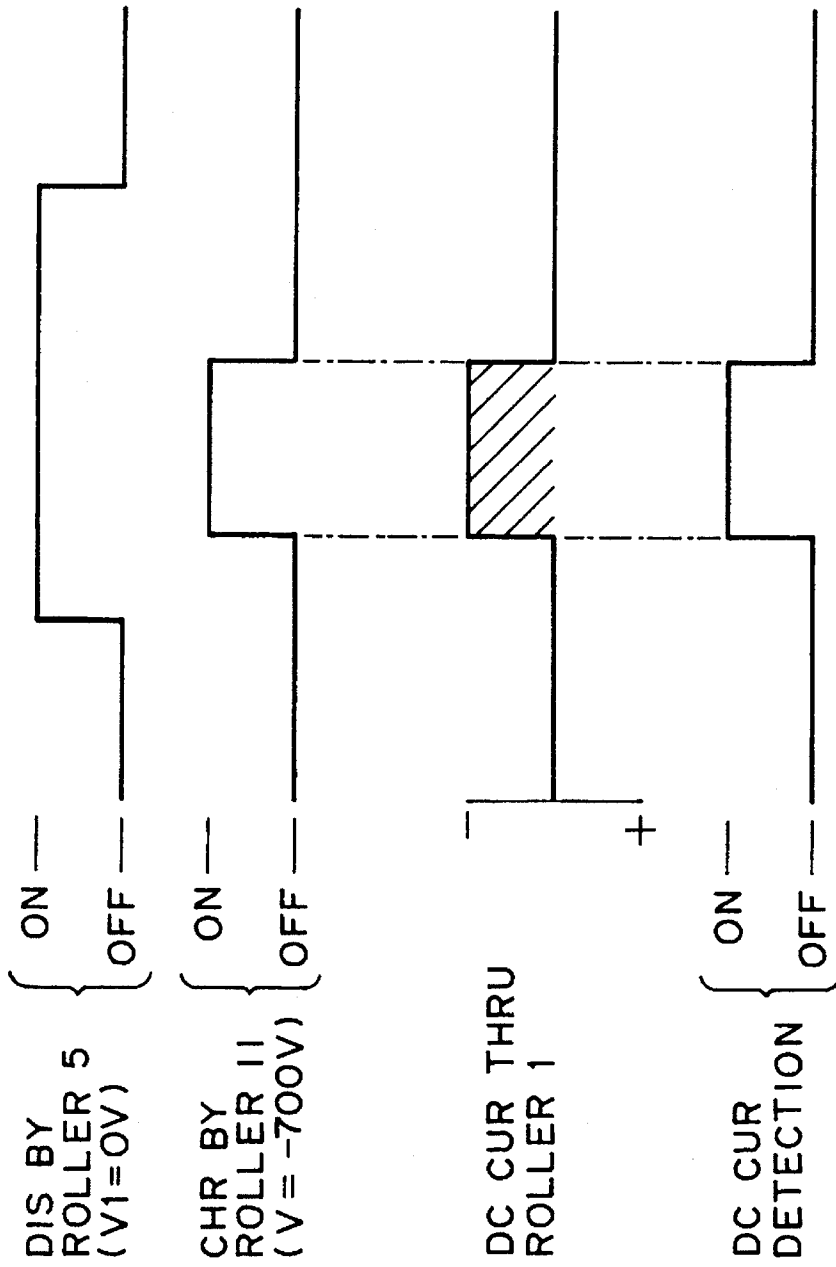 DIS BY
ROLLER 5
(V1=0V)
ON
OFF
CHR BY
ROLLER 11
(V = -700V)
ON
OFF
DC CUR THRU
ROLLER 1
-
+
DC CUR
DETECTION
ON
OFF